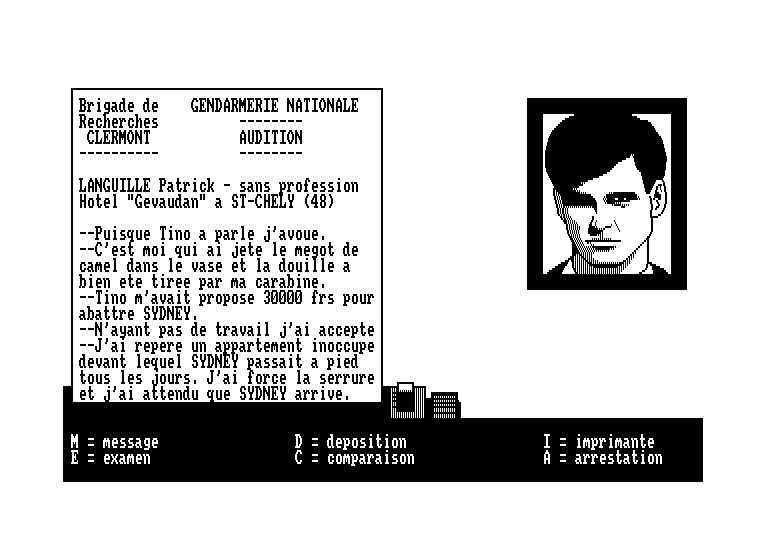 Brigade de    GENDARMERIE NATIONALE
Recherches          --------
 CLERMONT           AUDITION
----------          --------
LANGUILLE Patrick - sans profession
Hotel "Gevaudan" a ST-CHELY (48)
--Puisque Tino a parle j'avoue.
--C'est moi qui ai jete le megot de
camel dans le vase et la douille a
bien ete tiree par ma carabine.
--Tino m'avait propose 30000 frs pour
abattre SYDNEY.
--N'ayant pas de travail j'ai accepte
--J'ai repere un appartement inoccupe
devant lequel SYDNEY passait a pied
tous les jours. J'ai force la serrure
et j'ai attendu que SYDNEY arrive.
M = message    D = deposition    I = imprimante
E = examen    C = comparaison    A = arrestation